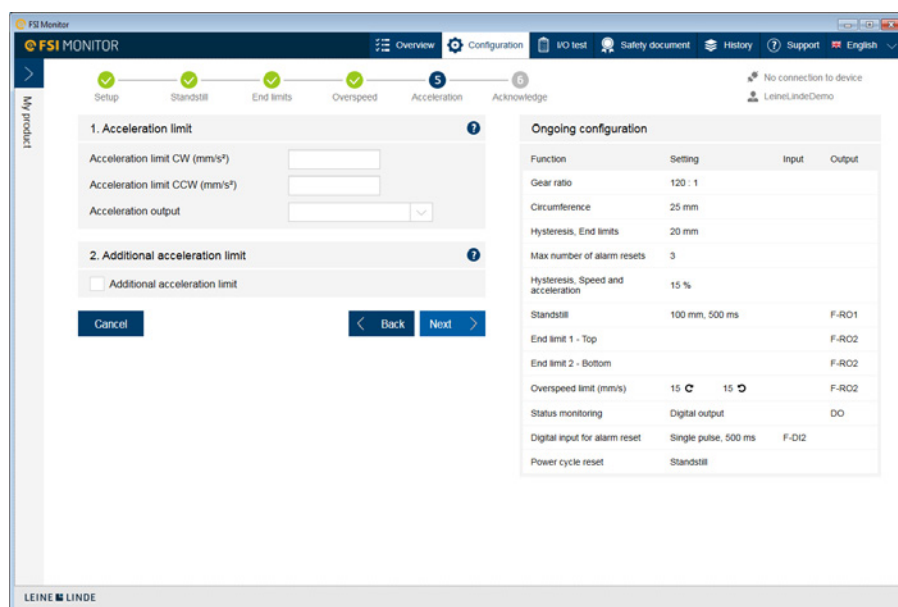 FSI Monitor
FSI MONITOR
Overview
Configuration
I/O test
Safety document
History
? Support
English
My product
Setup
Standstill
End limits
Overspeed
5
Acceleration
6
Acknowledge
No connection to device
LeineLindeDemo
1. Acceleration limit ?
Acceleration limit CW (mm/s²)
Acceleration limit CCW (mm/s²)
Acceleration output
2. Additional acceleration limit ?
Additional acceleration limit
Cancel
Back
Next
Ongoing configuration
Function Setting Input Output
Gear ratio 120 : 1
Circumference 25 mm
Hysteresis, End limits 20 mm
Max number of alarm resets 3
Hysteresis, Speed and
acceleration 15 %
Standstill 100 mm, 500 ms F-RO1
End limit 1 - Top F-RO2
End limit 2 - Bottom F-RO2
Overspeed limit (mm/s) 15 15 F-RO2
Status monitoring Digital output DO
Digital input for alarm reset Single pulse, 500 ms F-DI2
Power cycle reset Standstill
LEINE LINDE